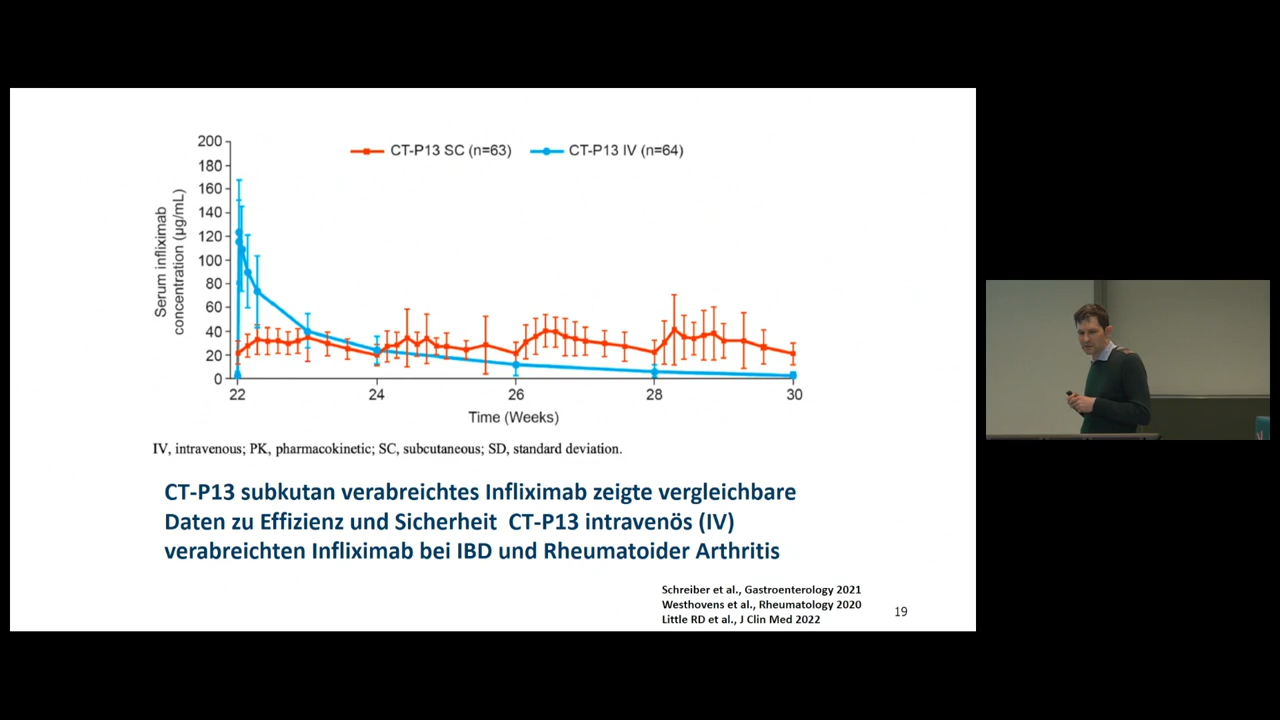 200
180
160
140
120
100
80
60
40
20
0
Serum infliximab
concentration (µg/mL)
CT-P13 SC (n=63)
CT-P13 IV (n=64)
22
24
26
28
30
Time (Weeks)
IV, intravenous; PK, pharmacokinetic; SC, subcutaneous; SD, standard deviation.
CT-P13 subkutan verabreichtes Infliximab zeigte vergleichbare
Daten zu Effizienz und Sicherheit CT-P13 intravenös (IV)
verabreichten Infliximab bei IBD und Rheumatoider Arthritis
Schreiber et al., Gastroenterology 2021
Westhovens et al., Rheumatology 2020
Little RD et al., J Clin Med 2022
19